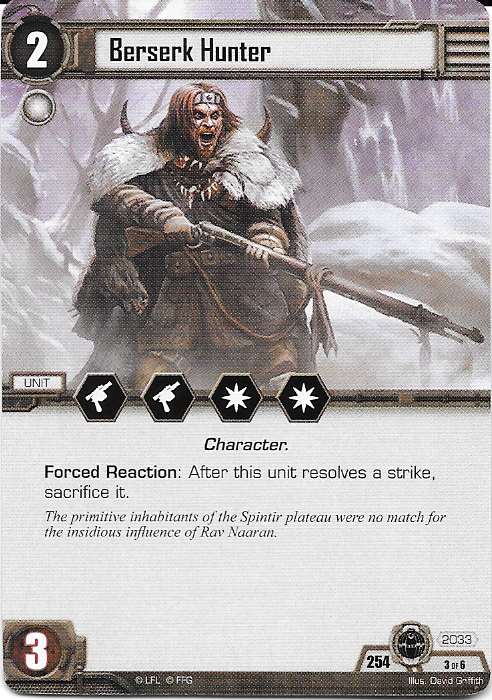 2
Berserk Hunter
UNIT
Character.
Forced Reaction: After this unit resolves a strike,
sacrifice it.
The primitive inhabitants of the Spintir plateau were no match for
the insidious influence of Rav Naaran.
3
254
2033
3 OF 6
© LFL © FFG
Illus. David Griffith